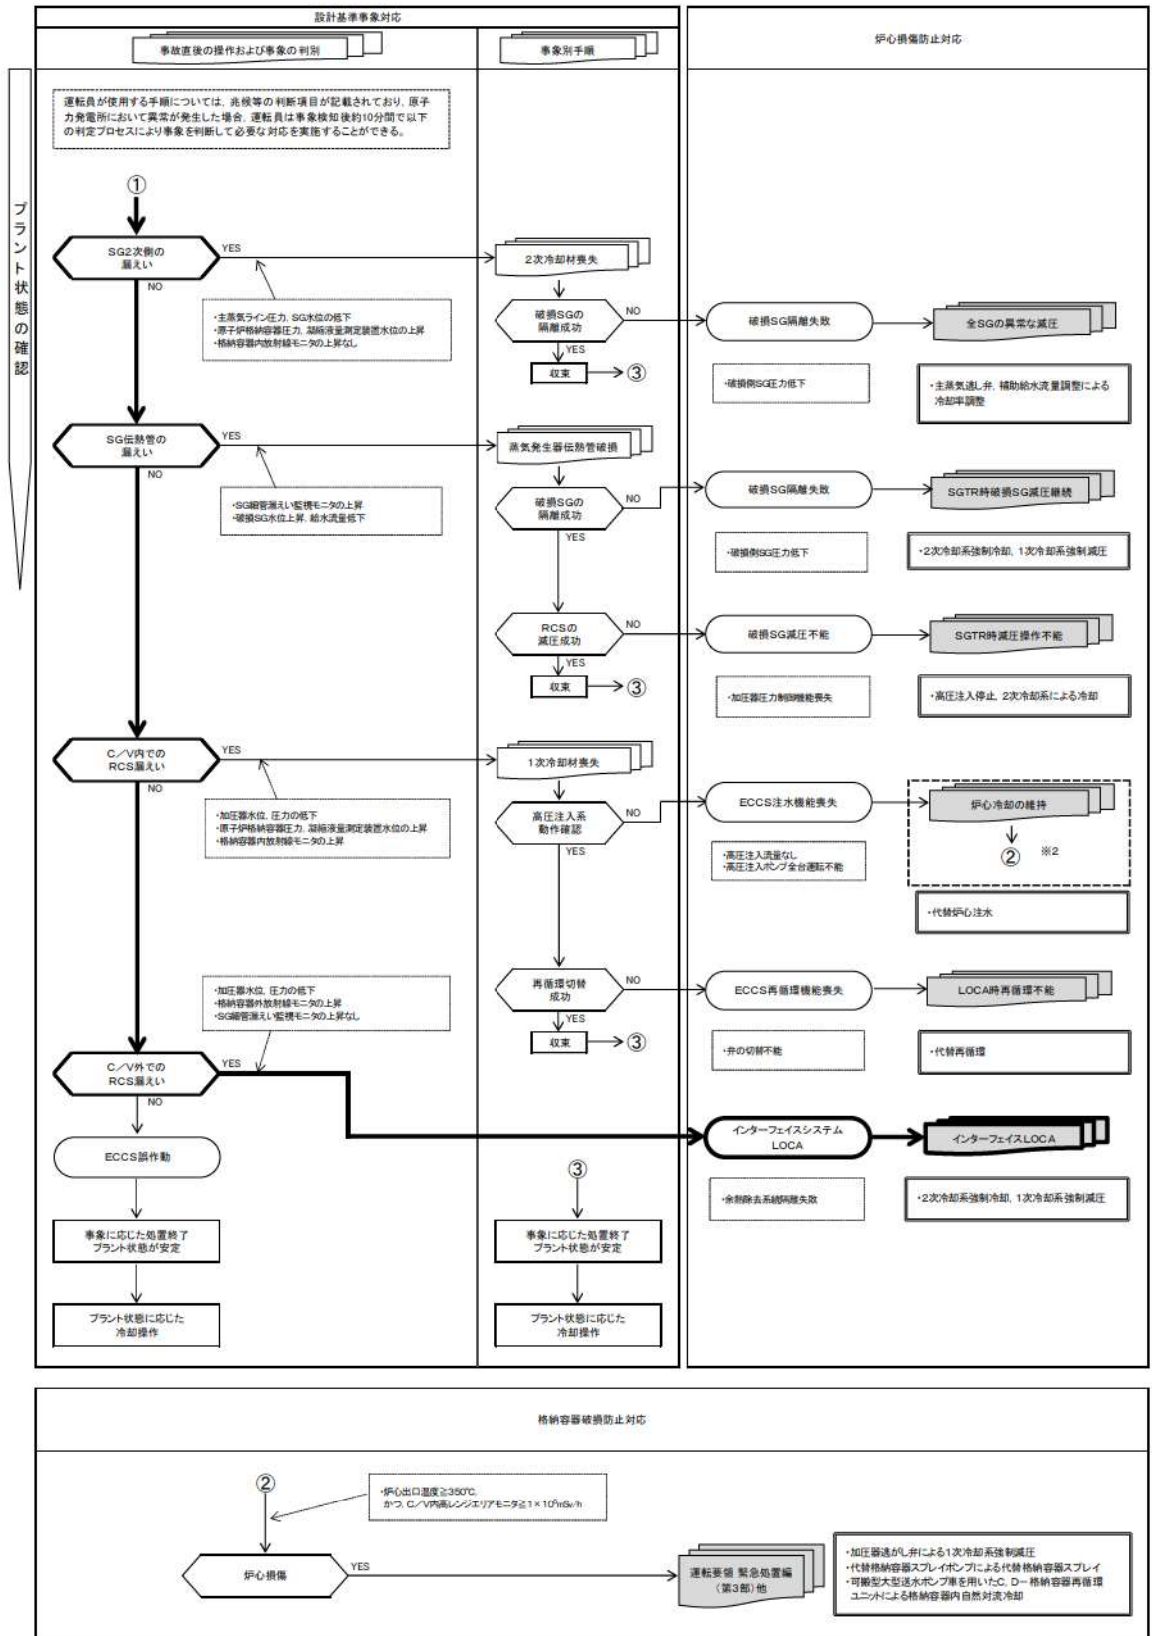 設計基準事象対応
事故直後の操作および事象の判別
事象別手順
炉心損傷防止対応
プラント状態の確認
運転員が使用する手順については，兆候等の判断項目が記載されており，原子
力発電所において異常が発生した場合，運転員は事象検知後約10分間で以下
の判定プロセスにより事象を判断して必要な対応を実施することができる。
①
SG2次側の
漏えい
YES
NO
2次冷却材喪失
・主蒸気ライン圧力，SG水位の低下
・原子炉格納容器圧力，凝縮液量測定装置水位の上昇
・格納容器内放射線モニタの上昇なし
破損SGの
隔離成功
NO
YES
収束
③
破損SG隔離失敗
全SGの異常な減圧
・破損側SG圧力低下
・主蒸気逃し弁，補助給水流量調整による
冷却率調整
SG伝熱管の
漏えい
YES
NO
蒸気発生器伝熱管破損
・SG細管漏えい監視モニタの上昇
・破損SG水位上昇，給水流量低下
破損SGの
隔離成功
NO
YES
破損SG隔離失敗
SGTR時破損SG減圧継続
・破損側SG圧力低下
・2次冷却系強制冷却，1次冷却系強制減圧
RCSの
減圧成功
NO
YES
収束
③
破損SG減圧不能
SGTR時減圧操作不能
・加圧器圧力制御機能喪失
・高圧注入停止，2次冷却系による冷却
C／V内での
RCS漏えい
YES
NO
1次冷却材喪失
・加圧器水位，圧力の低下
・原子炉格納容器圧力，凝縮液量測定装置水位の上昇
・格納容器内放射線モニタの上昇
高圧注入系
動作確認
NO
YES
ECCS注水機能喪失
炉心冷却の維持
② ※2
・高圧注入流量なし
・高圧注入ポンプ全台運転不能
・代替炉心注水
・加圧器水位，圧力の低下
・格納容器外放射線モニタの上昇
・SG細管漏えい監視モニタの上昇なし
再循環切替
成功
NO
YES
収束
③
ECCS再循環機能喪失
LOCA時再循環不能
・弁の切替不能
・代替再循環
C／V外での
RCS漏えい
YES
NO
インターフェイスシステム
LOCA
インターフェイスLOCA
・余熱除去系統隔離失敗
・2次冷却系強制冷却，1次冷却系強制減圧
ECCS誤作動
事象に応じた処置終了
プラント状態が安定
プラント状態に応じた
冷却操作
③
事象に応じた処置終了
プラント状態が安定
プラント状態に応じた
冷却操作
格納容器破損防止対応
②
・炉心出口温度≧350℃，
かつ，C／V内高レンジエリアモニタ≧1×10⁵mSv/h
炉心損傷
YES
運転要領 緊急処置編
（第3部）他
・加圧器逃がし弁による1次冷却系強制減圧
・代替格納容器スプレイポンプによる代替格納容器スプレイ
・可搬型大型送水ポンプ車を用いたC，D－格納容器再循環
ユニットによる格納容器内自然対流冷却